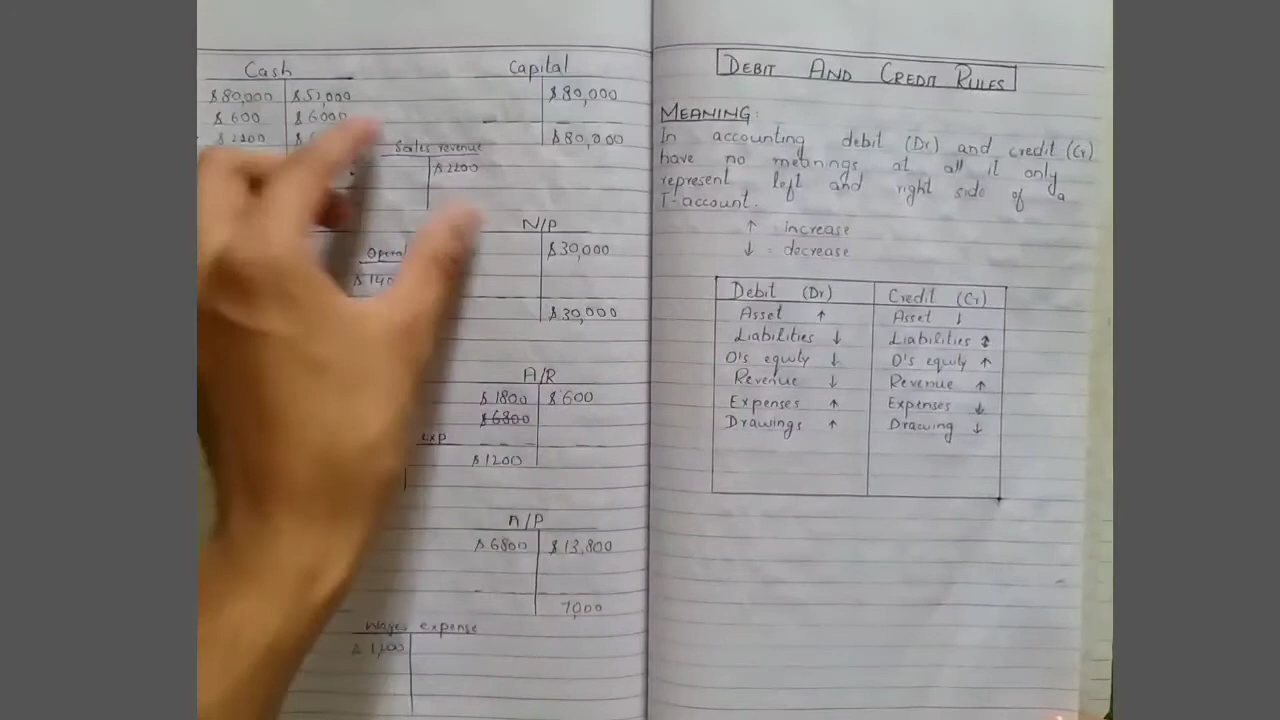 Cash
$80,000 $52,000
$600 $6000
$2200
Capital
$80,000
$80,000
Sales revenue
$2200
N/P
$30,000
$30,000
A/R
$1800 $600
$6800
$1200
exp
A/P
$6800 $13,800
7000
Wages expense
DEBIT AND CREDIT RULES
MEANING:
In accounting debit (Dr) and credit (Cr)
have no meanings at all it only
represent left and right side of a
T-account.
↑ increase
↓ decrease
Debit (Dr) Credit (Cr)
Asset ↑ Asset ↓
Liabilities ↓ Liabilities ↑
O's equity ↓ O's equity ↑
Revenue ↓ Revenue ↑
Expenses ↑ Expenses ↓
Drawings ↑ Drawing ↓